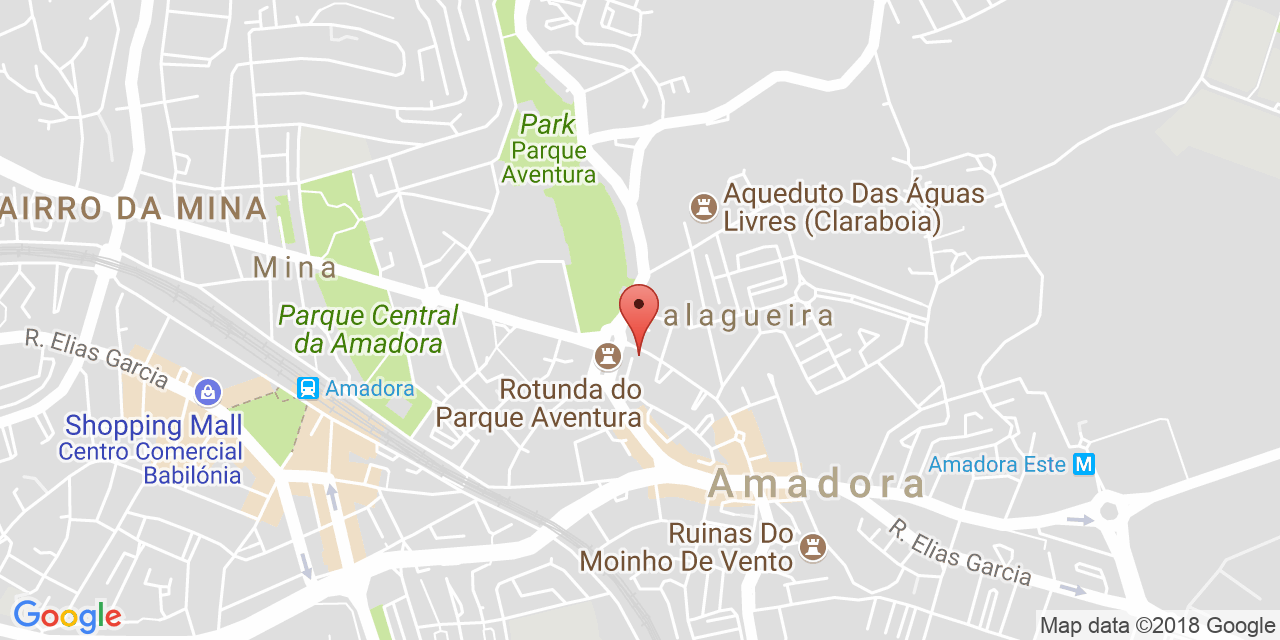 Park
Parque
Aventura
Aqueduto Das Águas
Livres (Claraboia)
AIRRO DA MINA
Mina
Parque Central
da Amadora
alagueira
R. Elias Garcia
Amadora
Rotunda do
Parque Aventura
Shopping Mall
Centro Comercial
Babilónia
Amadora Este M
Amadora
R. Elias Garcia
Ruinas Do
Moinho De Vento
Google
Map data ©2018 Google